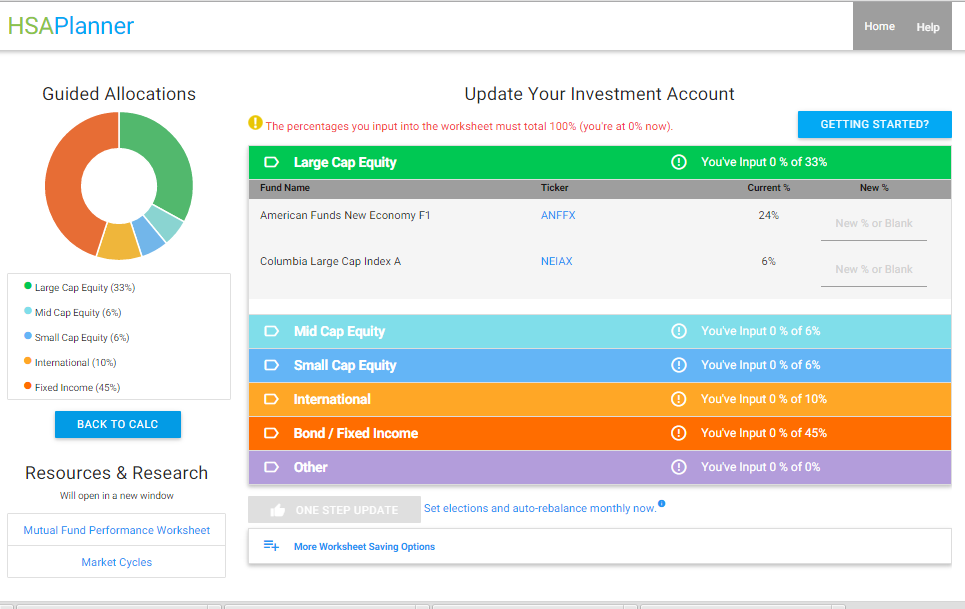 HSAPlanner
Home Help
Guided Allocations
Large Cap Equity (33%)
Mid Cap Equity (6%)
Small Cap Equity (6%)
International (10%)
Fixed Income (45%)
BACK TO CALC
Resources & Research
Will open in a new window
Mutual Fund Performance Worksheet
Market Cycles
Update Your Investment Account
The percentages you input into the worksheet must total 100% (you're at 0% now).
GETTING STARTED?
Large Cap Equity You've Input 0 % of 33%
Fund Name Ticker Current % New %
American Funds New Economy F1 ANFFX 24% New % or Blank
Columbia Large Cap Index A NEIAX 6% New % or Blank
Mid Cap Equity You've Input 0 % of 6%
Small Cap Equity You've Input 0 % of 6%
International You've Input 0 % of 10%
Bond / Fixed Income You've Input 0 % of 45%
Other You've Input 0 % of 0%
ONE STEP UPDATE Set elections and auto-rebalance monthly now.
More Worksheet Saving Options